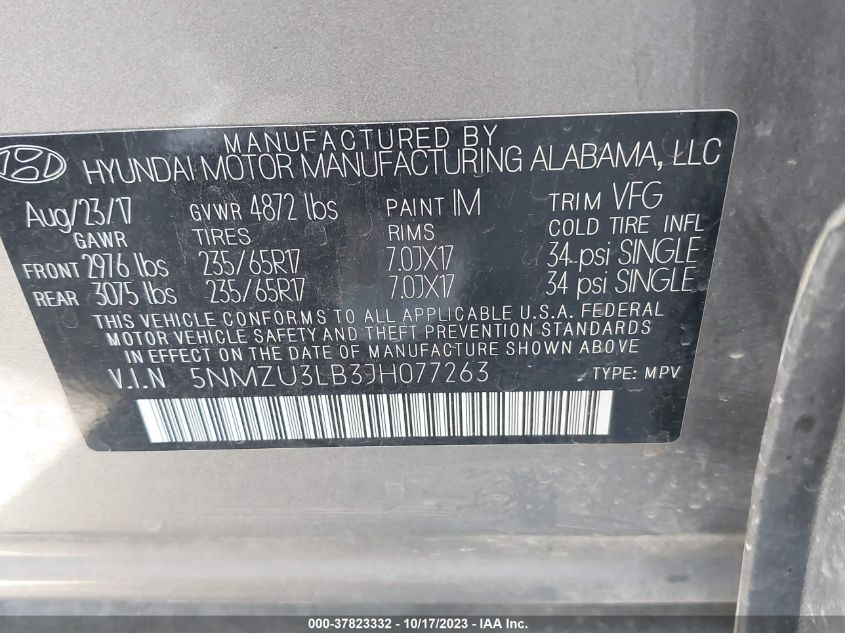 MANUFACTURED BY
HYUNDAI MOTOR MANUFACTURING ALABAMA, LLC
Aug/23/17 GVWR 4872 lbs PAINT IM TRIM VFG
GAWR TIRES RIMS COLD TIRE INFL
FRONT 2976 lbs 235/65R17 7.0JX17 34 psi SINGLE
REAR 3075 lbs 235/65R17 7.0JX17 34 psi SINGLE
THIS VEHICLE CONFORMS TO ALL APPLICABLE U.S.A. FEDERAL
MOTOR VEHICLE SAFETY AND THEFT PREVENTION STANDARDS
IN EFFECT ON THE DATE OF MANUFACTURE SHOWN ABOVE.
V.I.N 5NMZU3LB3JH077263 TYPE: MPV
000-37823332 - 10/17/2023 - IAA Inc.